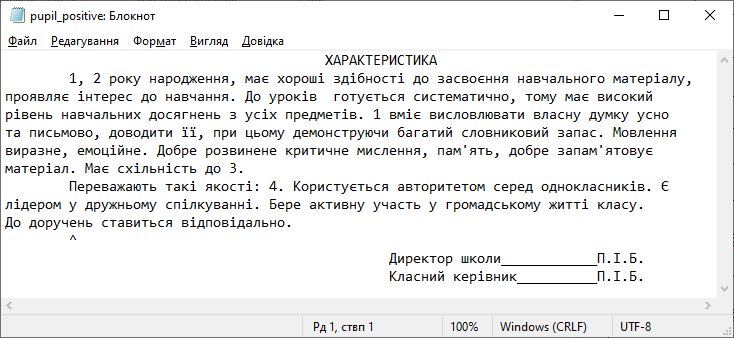 pupil_positive: Блокнот
Файл Редагування Формат Вигляд Довідка
ХАРАКТЕРИСТИКА
1, 2 року народження, має хороші здібності до засвоєння навчального матеріалу,
проявляє інтерес до навчання. До уроків  готується систематично, тому має високий
рівень навчальних досягнень з усіх предметів. 1 вміє висловлювати власну думку усно
та письмово, доводити її, при цьому демонструючи багатий словниковий запас. Мовлення
виразне, емоційне. Добре розвинене критичне мислення, пам'ять, добре запам'ятовує
матеріал. Має схільність до 3.
Переважають такі якості: 4. Користується авторитетом серед однокласників. Є
лідером у дружньому спілкуванні. Бере активну участь у громадському житті класу.
До доручень ставиться відповідально.
^
Директор школи____________П.І.Б.
Класний керівник__________П.І.Б.
Рд 1, ствп 1 100% Windows (CRLF) UTF-8